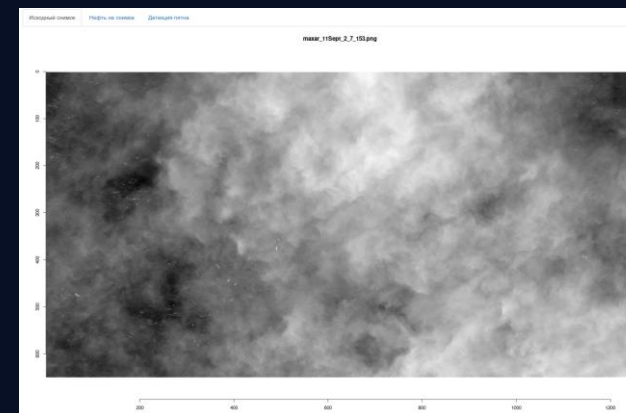 Исходный снимок Нефть на снимке Детекция пятна
maxar_11Sept_2_7_153.png
0
100
200
300
400
500
600
200 400 600 800 1000 1200